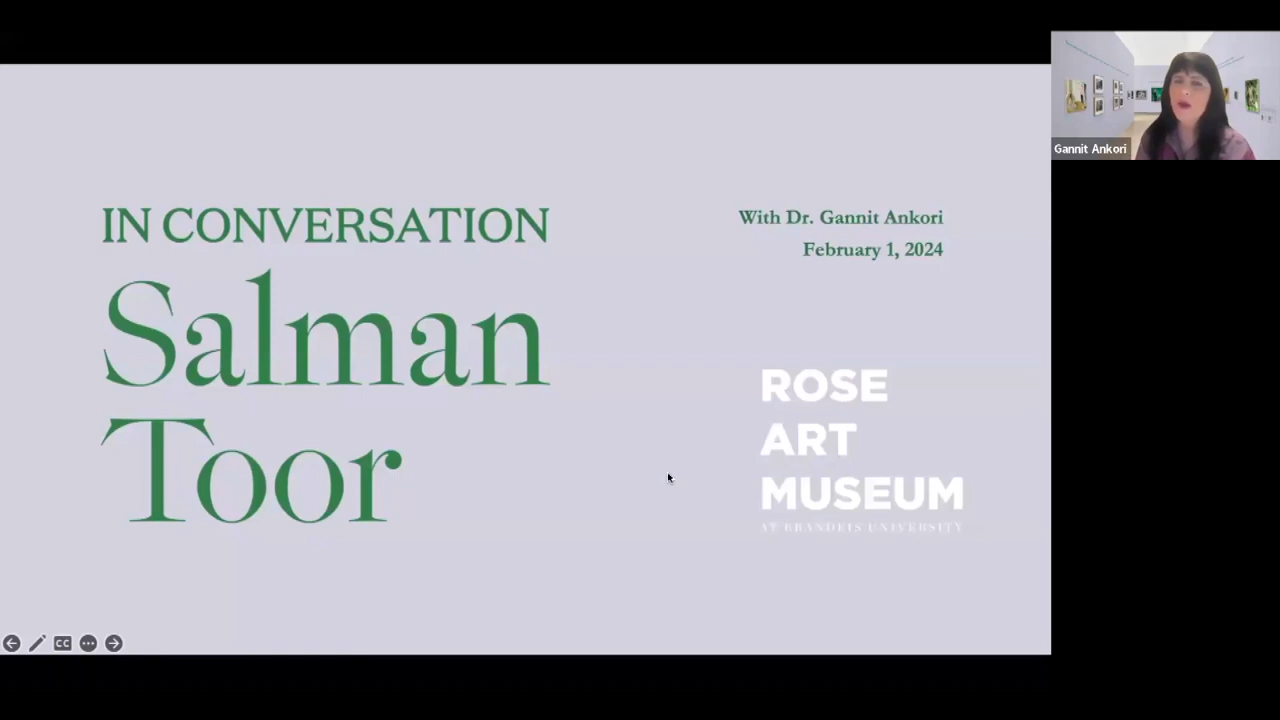 IN CONVERSATION
Salman
Toor
With Dr. Gannit Ankori
February 1, 2024
ROSE
ART
MUSEUM
AT BRANDEIS UNIVERSITY
Gannit Ankori
CC